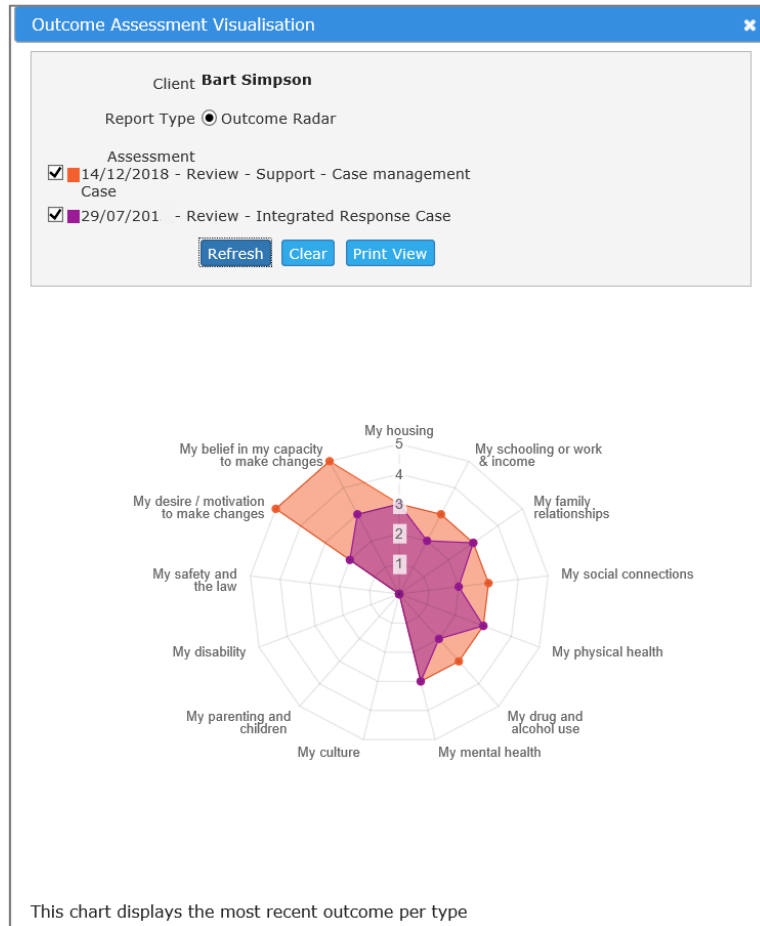 Outcome Assessment Visualisation
Client Bart Simpson
Report Type Outcome Radar
Assessment
14/12/2018 - Review - Support - Case management
Case
29/07/201 - Review - Integrated Response Case
Refresh Clear Print View
My housing
5
4
3
2
1
My schooling or work
& income
My family
relationships
My social connections
My physical health
My drug and
alcohol use
My mental health
My culture
My parenting and
children
My disability
My safety and
the law
My desire / motivation
to make changes
My belief in my capacity
to make changes
This chart displays the most recent outcome per type